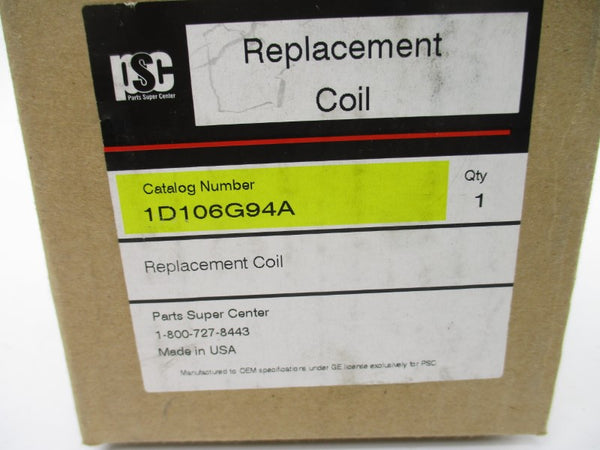 psc
Parts Super Center
Replacement
Coil
Catalog Number
1D106G94A
Qty
1
Replacement Coil
Parts Super Center
1-800-727-8443
Made in USA
Manufactured to OEM specifications under GE license exclusively for PSC